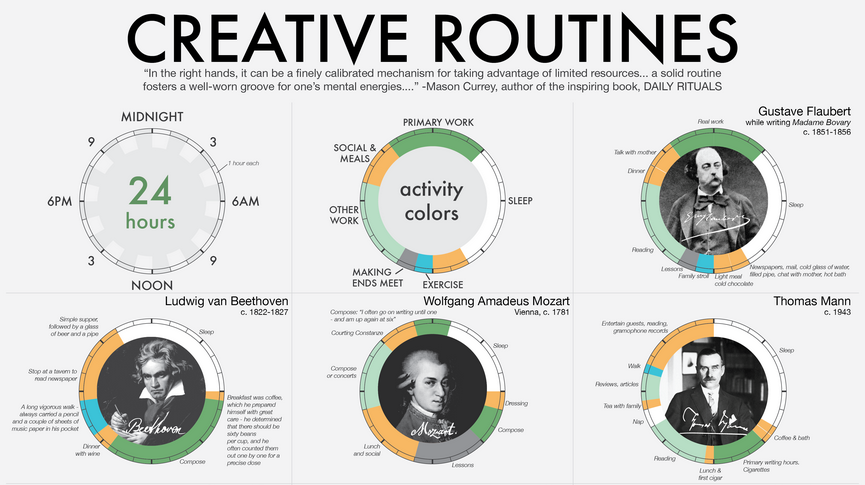 CREATIVE ROUTINES
“In the right hands, it can be a finely calibrated mechanism for taking advantage of limited resources... a solid routine
fosters a well-worn groove for one's mental energies....” -Mason Currey, author of the inspiring book, DAILY RITUALS
MIDNIGHT
9
3
1 hour each
24
hours
6PM
6AM
3
9
NOON
PRIMARY WORK
SOCIAL &
MEALS
activity
colors
SLEEP
OTHER
WORK
MAKING
ENDS MEET
EXERCISE
Gustave Flaubert
while writing Madame Bovary
c. 1851-1856
Real work
Talk with mother
Dinner
Sleep
Reading
Lessons
Family stroll
Light meal
cold chocolate
Newspapers, mail, cold glass of water,
filled pipe, chat with mother, hot bath
Ludwig van Beethoven
c. 1822-1827
Simple supper,
followed by a glass
of beer and a pipe
Sleep
Stop at a tavern to
read newspaper
A long vigorous walk -
always carried a pencil
and a couple of sheets of
music paper in his pocket
Breakfast was coffee,
which he prepared
himself with great
care - he determined
that there should be
sixty beans
per cup, and he
often counted them
out one by one for a
precise dose
Beethoven
Dinner
with wine
Compose
Wolfgang Amadeus Mozart
Vienna, c. 1781
Compose: “I often go on writing until one
- and am up again at six”
Courting Constanze
Sleep
Compose
or concerts
Dressing
Mozart.
Compose
Lunch
and social
Lessons
Thomas Mann
c. 1943
Entertain guests, reading,
gramophone records
Sleep
Walk
Reviews, articles
Tea with family
Nap
Thomas Mann
Coffee & bath
Reading
Lunch &
first cigar
Primary writing hours.
Cigarettes